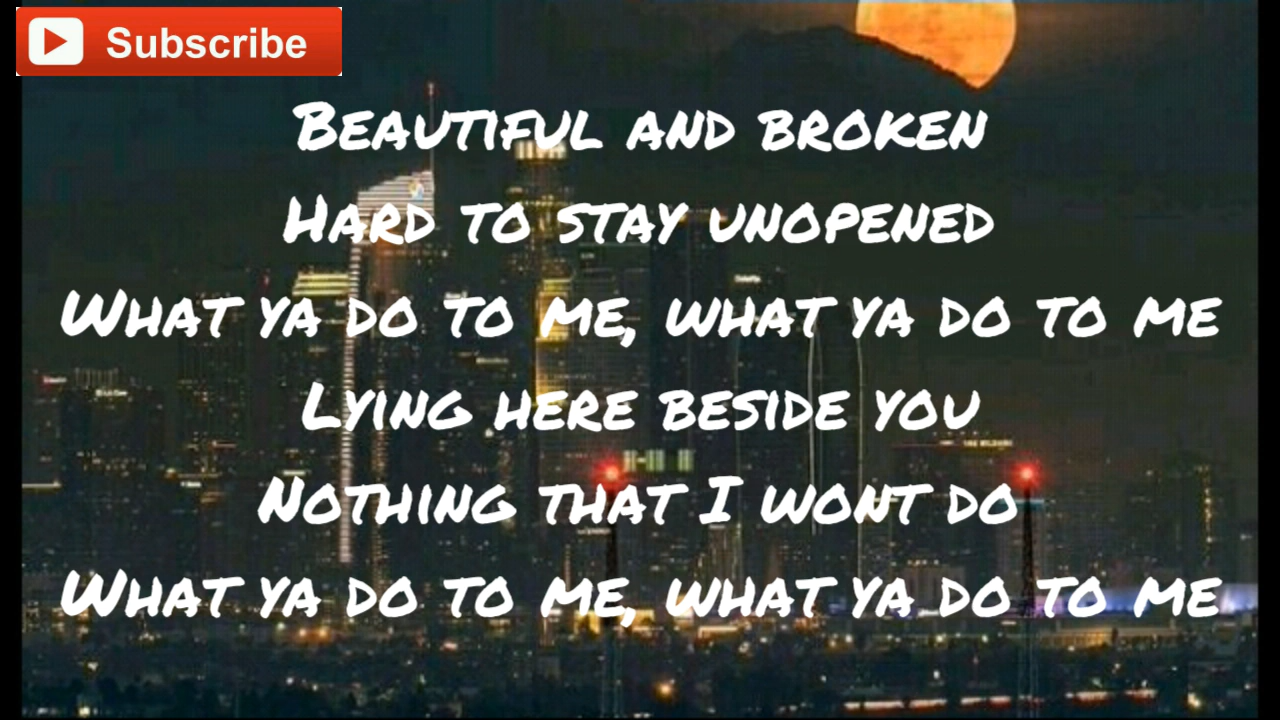 Subscribe
Beautiful and broken
Hard to stay unopened
What ya do to me, what ya do to me
Lying here beside you
Nothing that I wont do
What ya do to me, what ya do to me